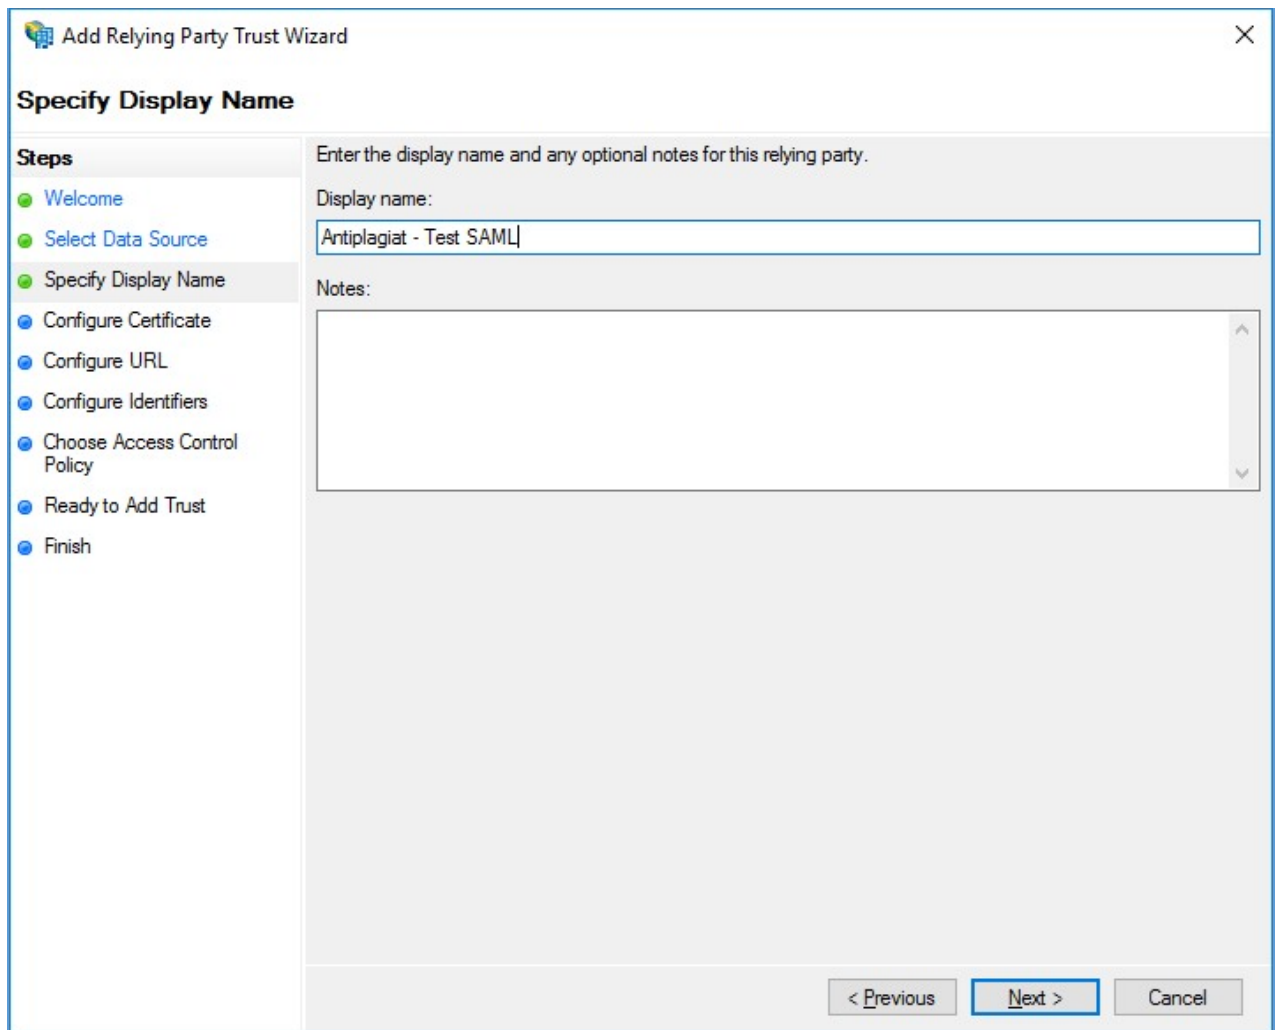 Add Relying Party Trust Wizard
Specify Display Name
Steps
Welcome
Select Data Source
Specify Display Name
Configure Certificate
Configure URL
Configure Identifiers
Choose Access Control
Policy
Ready to Add Trust
Finish
Enter the display name and any optional notes for this relying party.
Display name:
Antiplagiat - Test SAML
Notes:
< Previous
Next >
Cancel